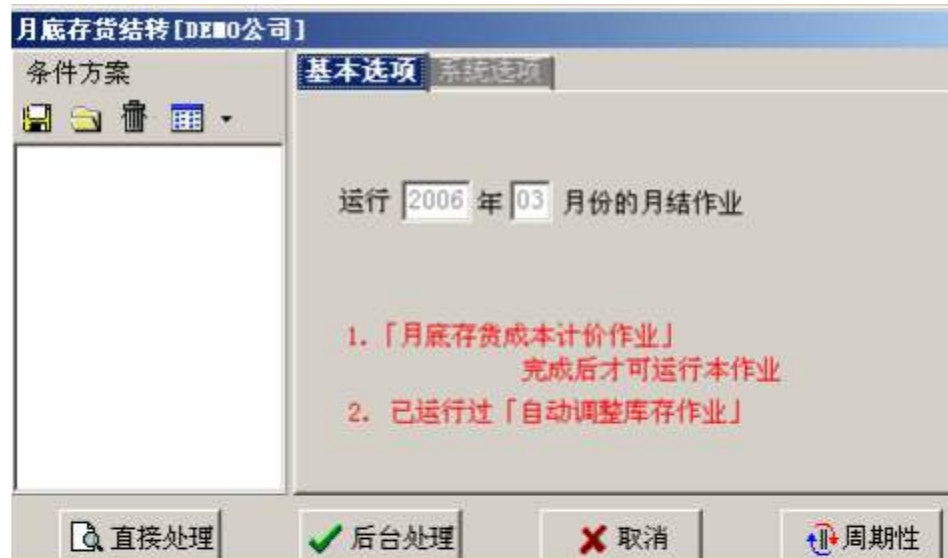 月底存货结转[DEMO公司]
条件方案
基本选项 系统选项
运行 2006 年 03 月份的月结作业
1.「月底存货成本计价作业」
完成后才可运行本作业
2. 已运行过「自动调整库存作业」
直接处理 后台处理 取消 周期性